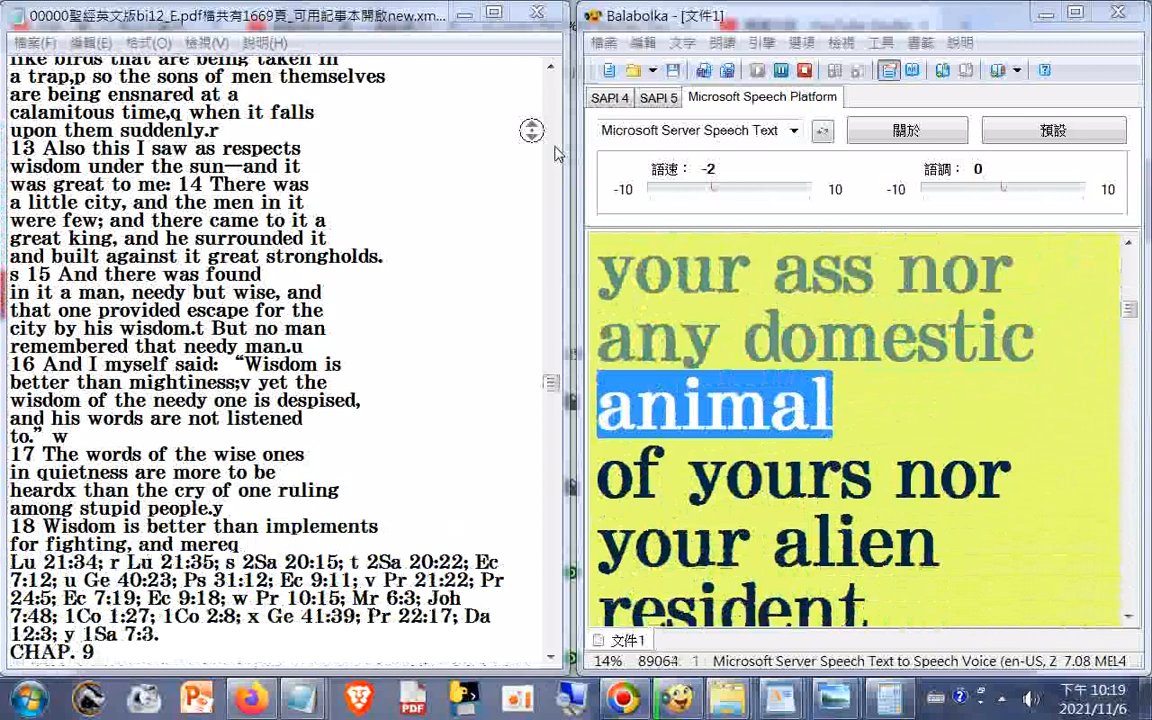 00000聖經英文版bi12_E.pdf檔共有1669頁_可用記事本開啟new.xm...
檔案(F) 編輯(E) 格式(O) 檢視(V) 說明(H)
like birds that are being taken in
a trap,p so the sons of men themselves
are being ensnared at a
calamitous time,q when it falls
upon them suddenly.r
13 Also this I saw as respects
wisdom under the sun—and it
was great to me: 14 There was
a little city, and the men in it
were few; and there came to it a
great king, and he surrounded it
and built against it great strongholds.
s 15 And there was found
in it a man, needy but wise, and
that one provided escape for the
city by his wisdom.t But no man
remembered that needy man.u
16 And I myself said: “Wisdom is
better than mightiness;v yet the
wisdom of the needy one is despised,
and his words are not listened
to.” w
17 The words of the wise ones
in quietness are more to be
heardx than the cry of one ruling
among stupid people.y
18 Wisdom is better than implements
for fighting, and mereq
Lu 21:34; r Lu 21:35; s 2Sa 20:15; t 2Sa 20:22; Ec
7:12; u Ge 40:23; Ps 31:12; Ec 9:11; v Pr 21:22; Pr
24:5; Ec 7:19; Ec 9:18; w Pr 10:15; Mr 6:3; Joh
7:48; 1Co 1:27; 1Co 2:8; x Ge 41:39; Pr 22:17; Da
12:3; y 1Sa 7:3.
CHAP. 9
Balabolka - [文件1]
檔案 編輯 文字 朗讀 引擎 選項 檢視 工具 書籤 說明
SAPI 4 SAPI 5 Microsoft Speech Platform
Microsoft Server Speech Text 關於 預設
語速： -2 語調： 0
-10 10 -10 10
your ass nor
any domestic
animal
of yours nor
your alien
resident
文件1
14% 89064 1 Microsoft Server Speech Text to Speech Voice (en-US, Z 7.08 MB
下午 10:19
2021/11/6